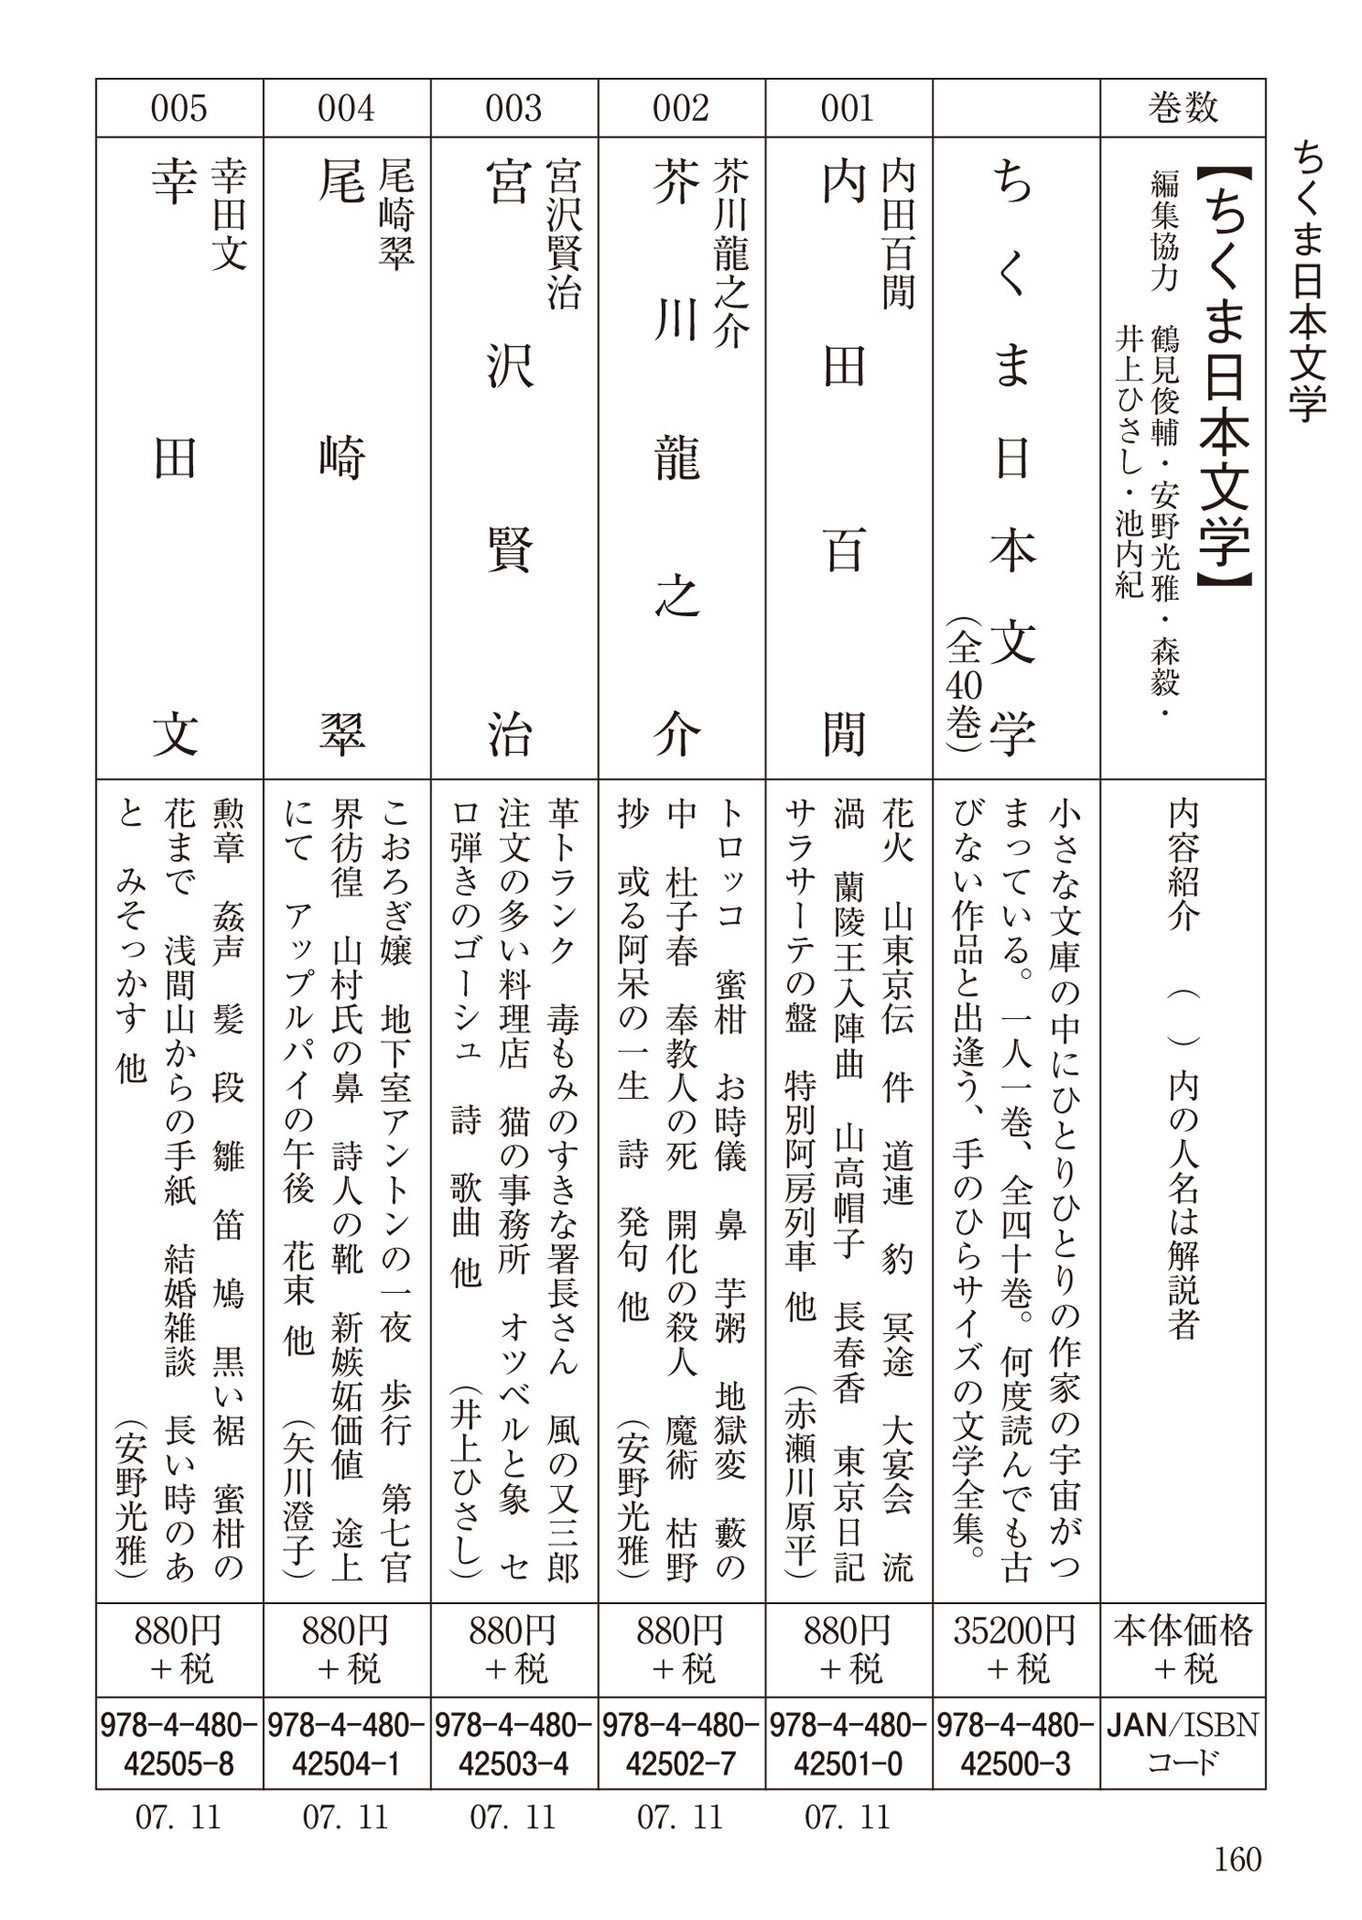 ちくま日本文学
巻数
【ちくま日本文学】
編集協力　鶴見俊輔・安野光雅・森毅・
井上ひさし・池内紀
内容紹介　（　）内の人名は解説者
本体価格
＋税
JAN/ISBN
コード
ちくま日本文学
（全40巻）
小さな文庫の中にひとりひとりの作家の宇宙がつ
まっている。一人一巻、全四十巻。何度読んでも古
びない作品と出逢う、手のひらサイズの文学全集。
35200円
＋税
978-4-480-
42500-3
001
内田百閒
内田百閒
花火　山東京伝　件　道連　豹　冥途　大宴会　流
渦　蘭陵王入陣曲　山高帽子　長春香　東京日記
サラサーテの盤　特別阿房列車　他　（赤瀬川原平）
880円
＋税
978-4-480-
42501-0
07. 11
002
芥川龍之介
芥川龍之介
トロッコ　蜜柑　お時儀　鼻　芋粥　地獄変　藪の
中　杜子春　奉教人の死　開化の殺人　魔術　枯野
抄　或る阿呆の一生　詩　発句　他　（安野光雅）
880円
＋税
978-4-480-
42502-7
07. 11
003
宮沢賢治
宮沢賢治
革トランク　毒もみのすきな署長さん　風の又三郎
注文の多い料理店　猫の事務所　オツベルと象　セ
ロ弾きのゴーシュ　詩　歌曲　他　（井上ひさし）
880円
＋税
978-4-480-
42503-4
07. 11
004
尾崎翠
尾崎翠
こおろぎ嬢　地下室アントンの一夜　歩行　第七官
界彷徨　山村氏の鼻　詩人の靴　新嫉妬価値　途上
にて　アップルパイの午後　花束　他　（矢川澄子）
880円
＋税
978-4-480-
42504-1
07. 11
005
幸田文
幸田文
勲章　姦声　髪　段　雛　笛　鳩　黒い裾　蜜柑の
花まで　浅間山からの手紙　結婚雑談　長い時のあ
と　みそっかす　他　（安野光雅）
880円
＋税
978-4-480-
42505-8
07. 11
160